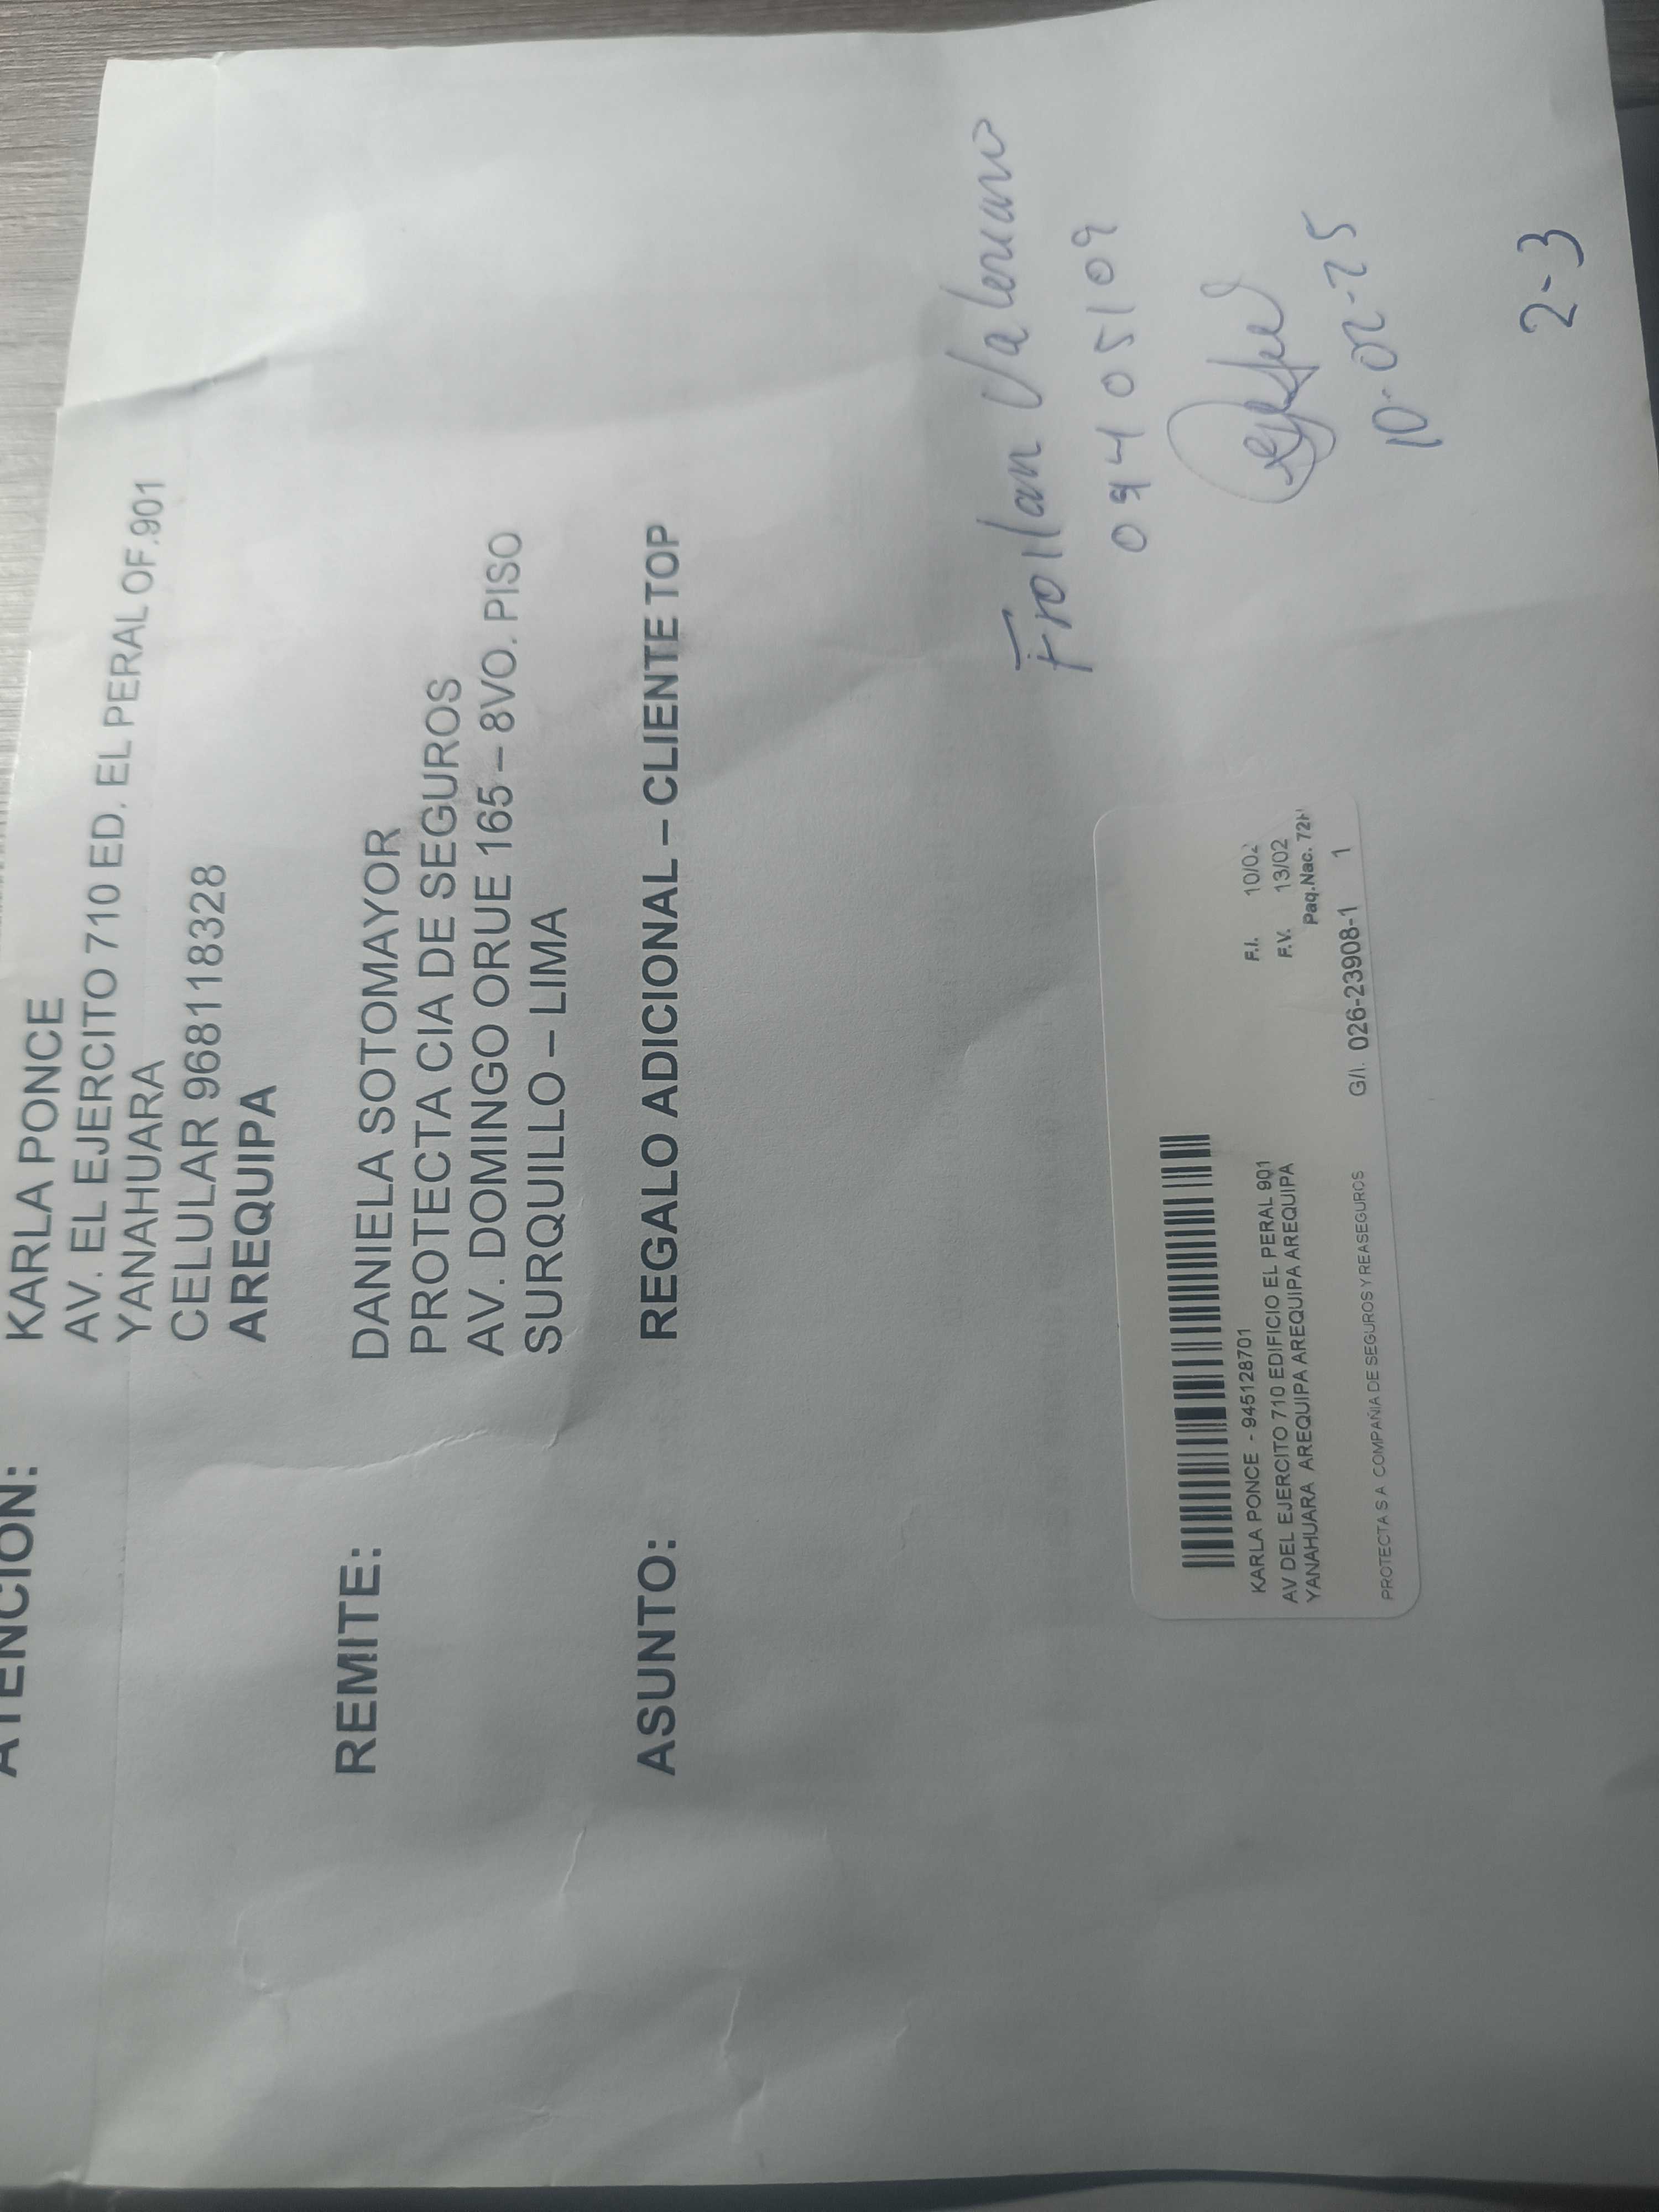 ATENCION:
KARLA PONCE
AV. EL EJERCITO 710 ED. EL PERAL OF.901
YANAHUARA
CELULAR 968118328
AREQUIPA
REMITE:
DANIELA SOTOMAYOR
PROTECTA CIA DE SEGUROS
AV. DOMINGO ORUE 165 – 8VO. PISO
SURQUILLO – LIMA
ASUNTO:
REGALO ADICIONAL – CLIENTE TOP
Froilan Valeriano
09405109
10-02-25
2-3
KARLA PONCE - 945128701
AV DEL EJERCITO 710 EDIFICIO EL PERAL 901
YANAHUARA AREQUIPA AREQUIPA AREQUIPA
F.I. 10/02
F.V. 13/02
Paq.Nac. 72H
G/I. 026-23908-1 1
PROTECTA S A COMPAÑIA DE SEGUROS Y REASEGUROS